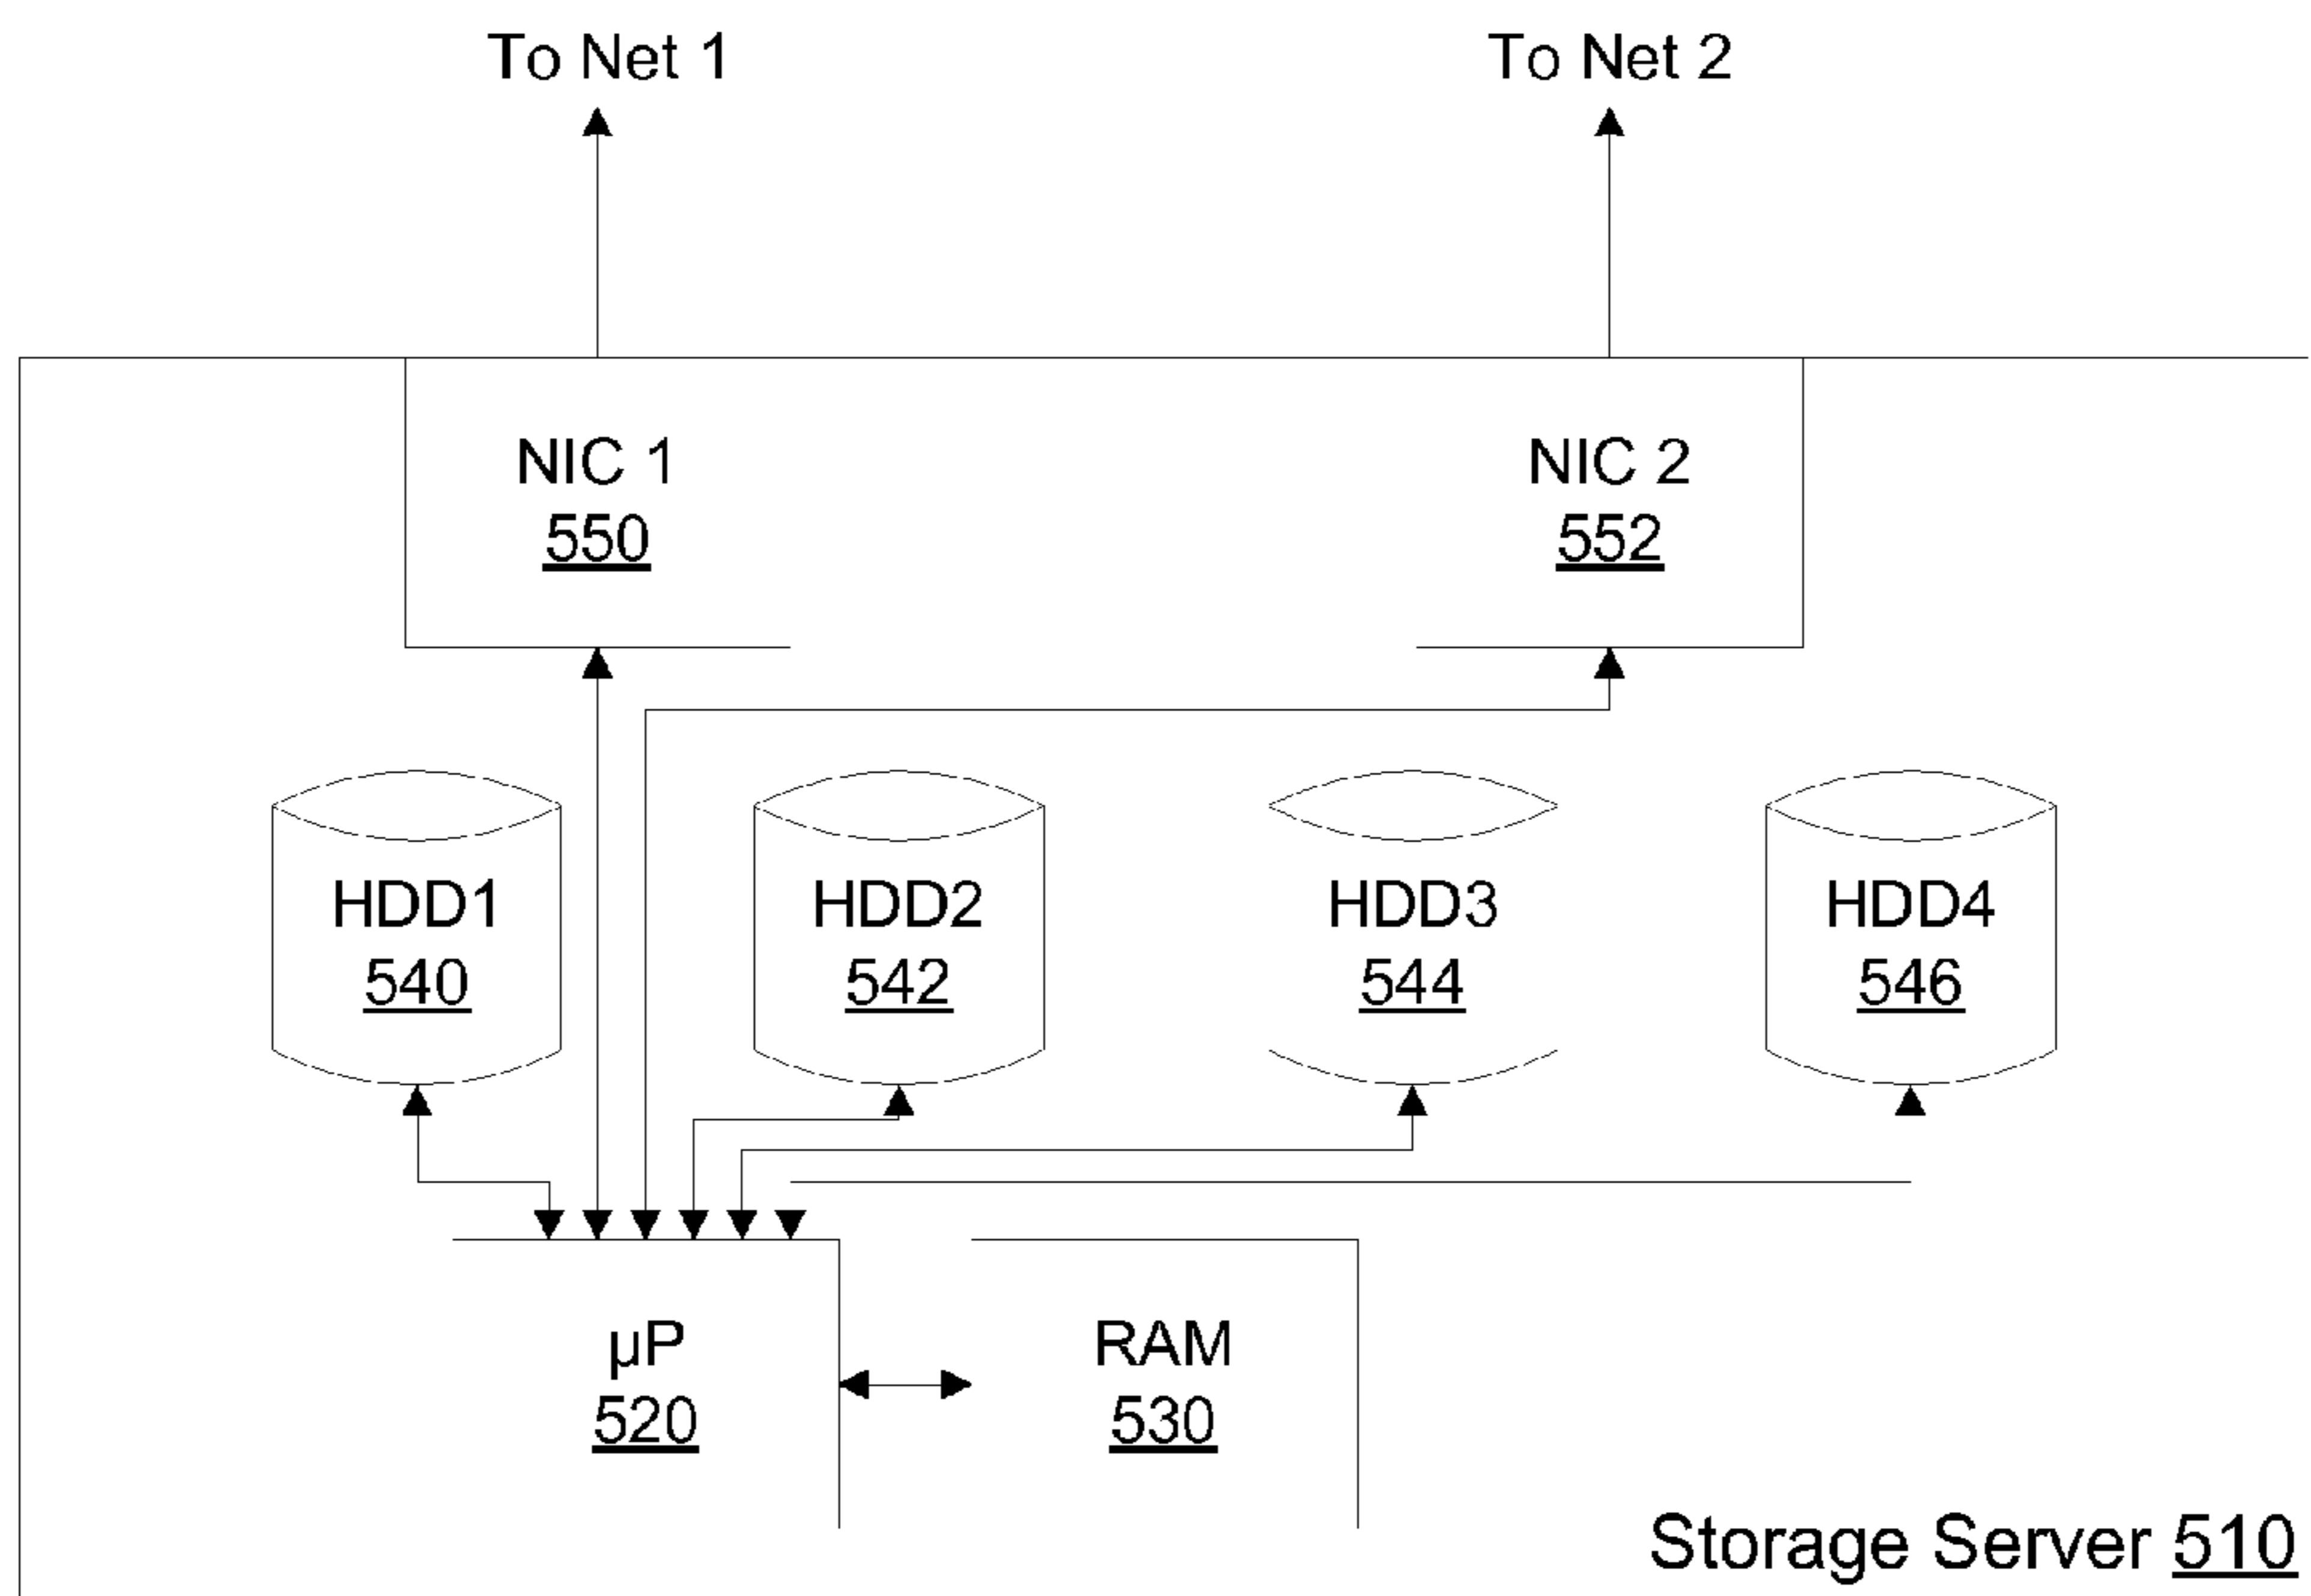 To Net 1
To Net 2
NIC 1
550
NIC 2
552
HDD1
540
HDD2
542
HDD3
544
HDD4
546
µP
520
RAM
530
Storage Server 510